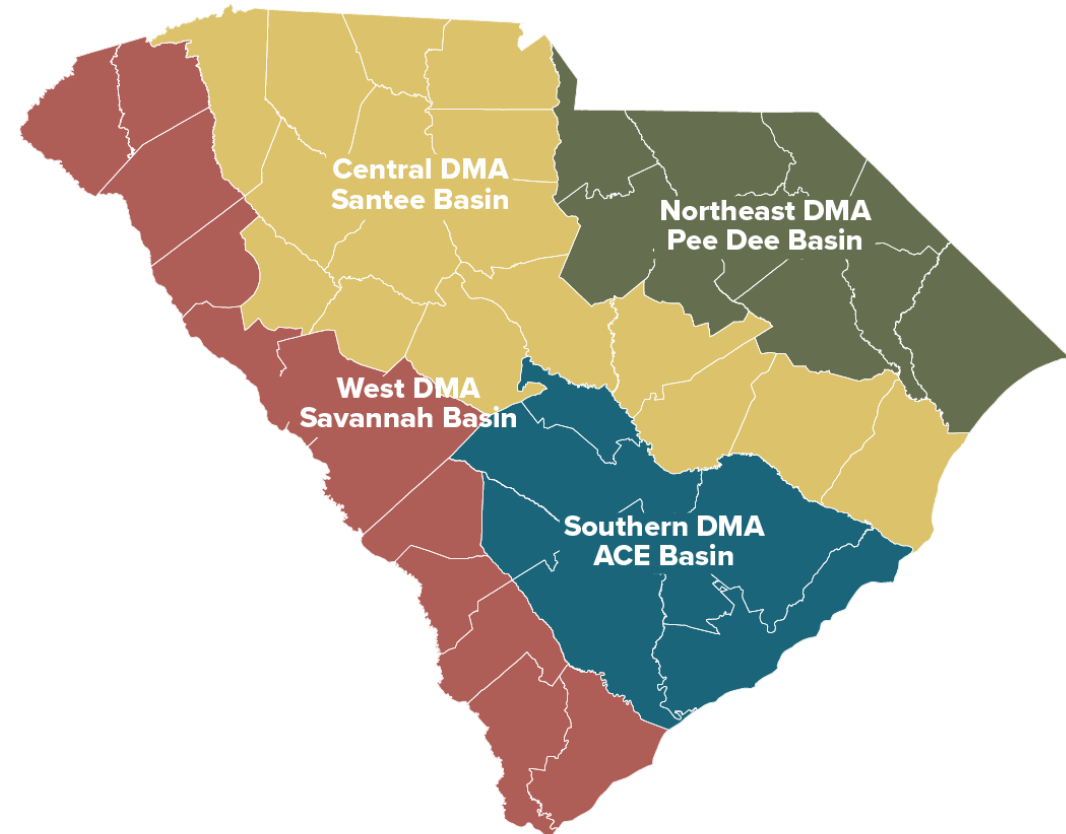 Central DMA
Santee Basin
Northeast DMA
Pee Dee Basin
West DMA
Savannah Basin
Southern DMA
ACE Basin